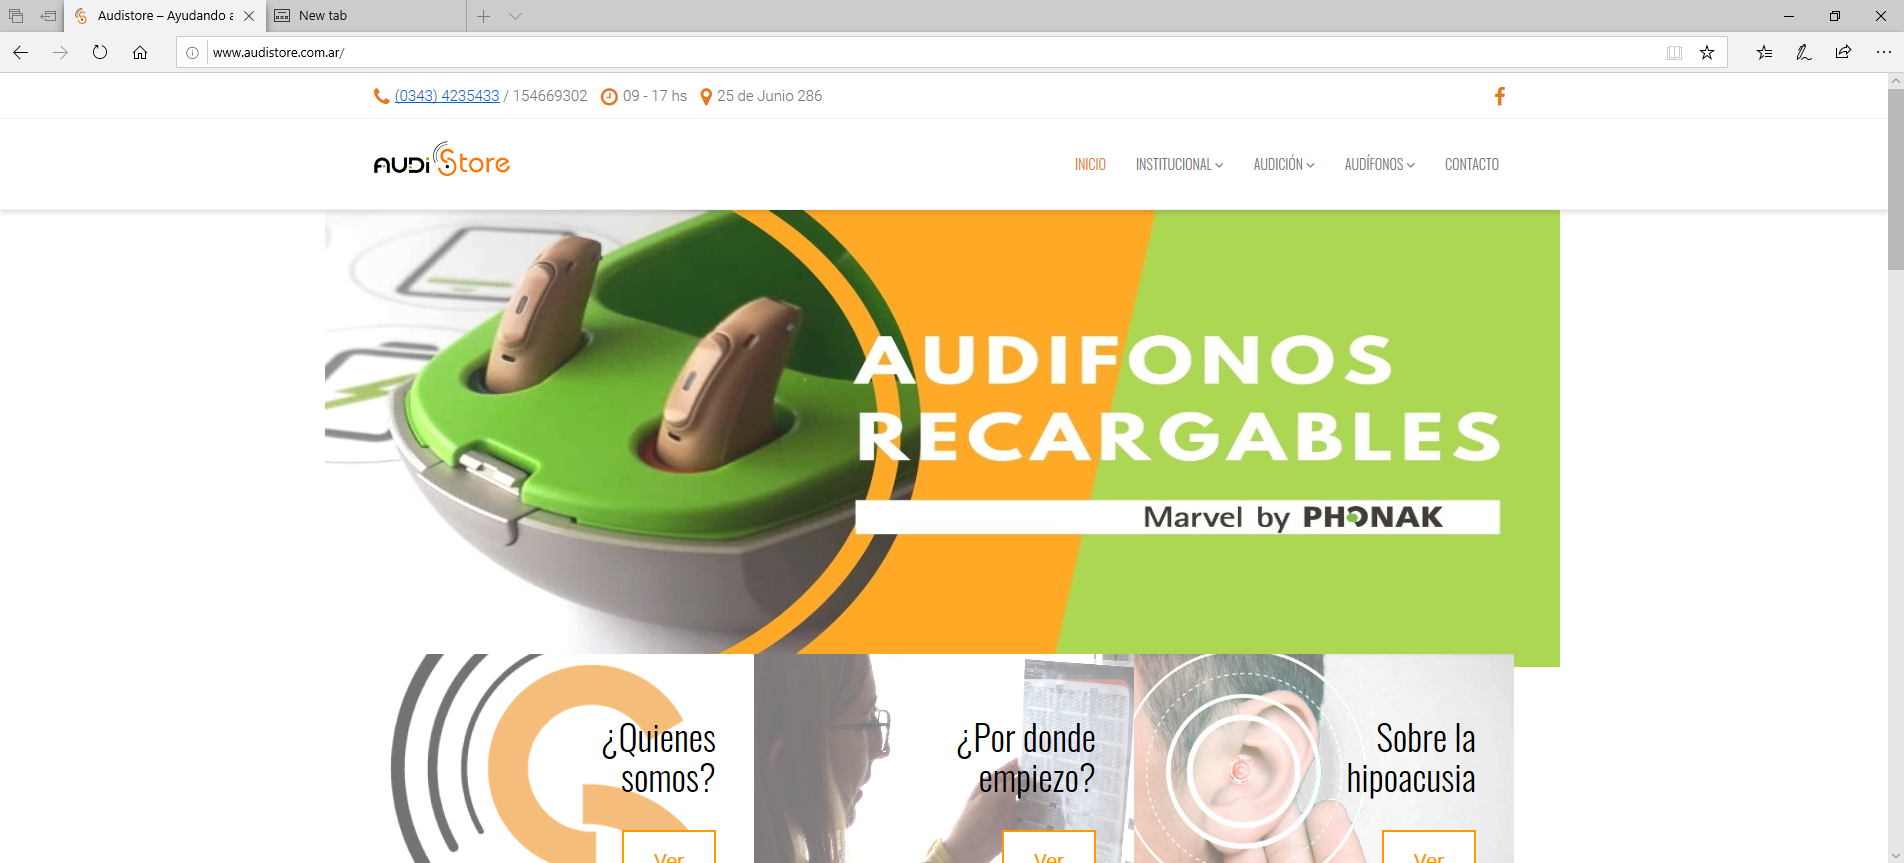 Audistore – Ayudando a
New tab
www.audistore.com.ar/
(0343) 4235433 / 154669302 09 - 17 hs 25 de Junio 286
AUDi Store
INICIO INSTITUCIONAL AUDICIÓN AUDÍFONOS CONTACTO
AUDIFONOS
RECARGABLES
Marvel by PHONAK
¿Quienes
somos?
Ver
¿Por donde
empiezo?
Ver
Sobre la
hipoacusia
Ver